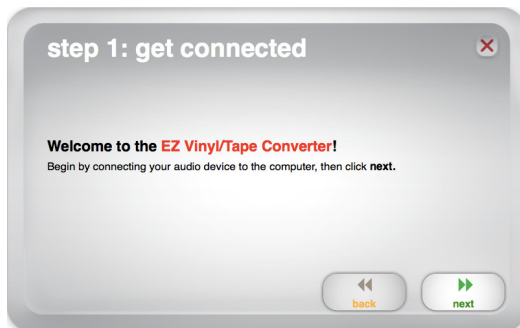 step 1: get connected
Welcome to the EZ Vinyl/Tape Converter!
Begin by connecting your audio device to the computer, then click next.
back
next